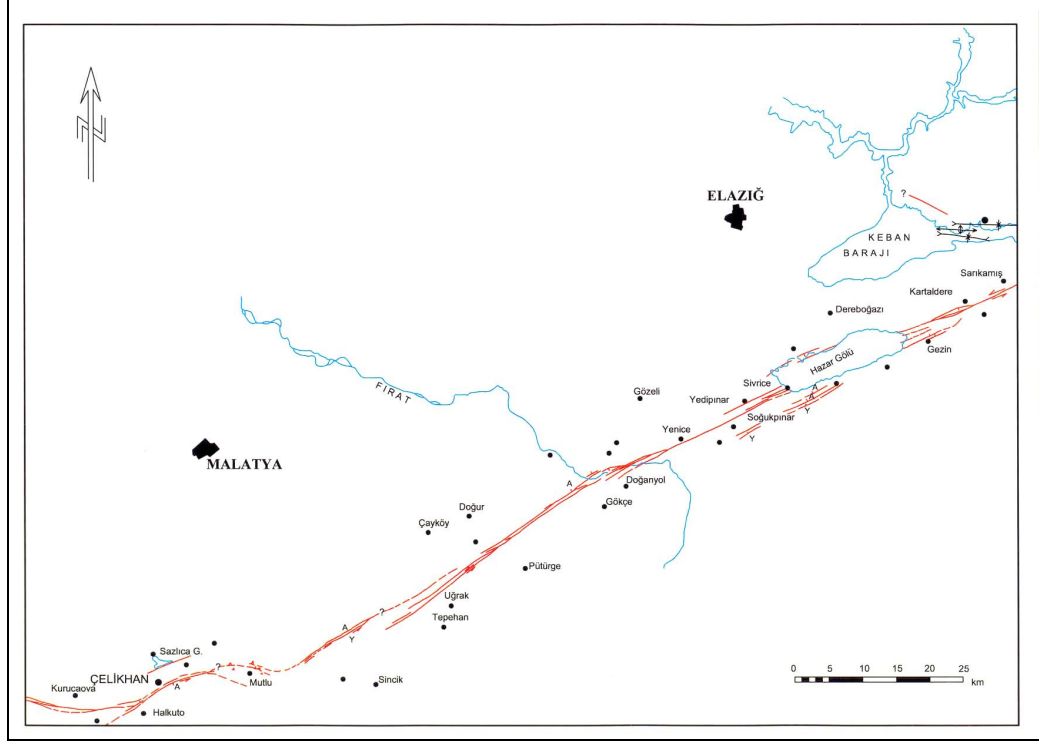 N
ELAZIĞ
?
KEBAN
BARAJI
Sarıkamış
Kartaldere
Dereboğazı
Gezin
Hazar Gölü
Sivrice
FIRAT
Gözeli
Yedipınar
A
A
Soğukpınar
Y
Yenice
Y
MALATYA
Doğanyol
A
Gökçe
Doğur
Çayköy
Pütürge
Uğrak
?
Tepehan
A
Y
Sazlıca G.
?
ÇELİKHAN
A
Mutlu
Sincik
Kurucaova
Halkuto
0 5 10 15 20 25
km